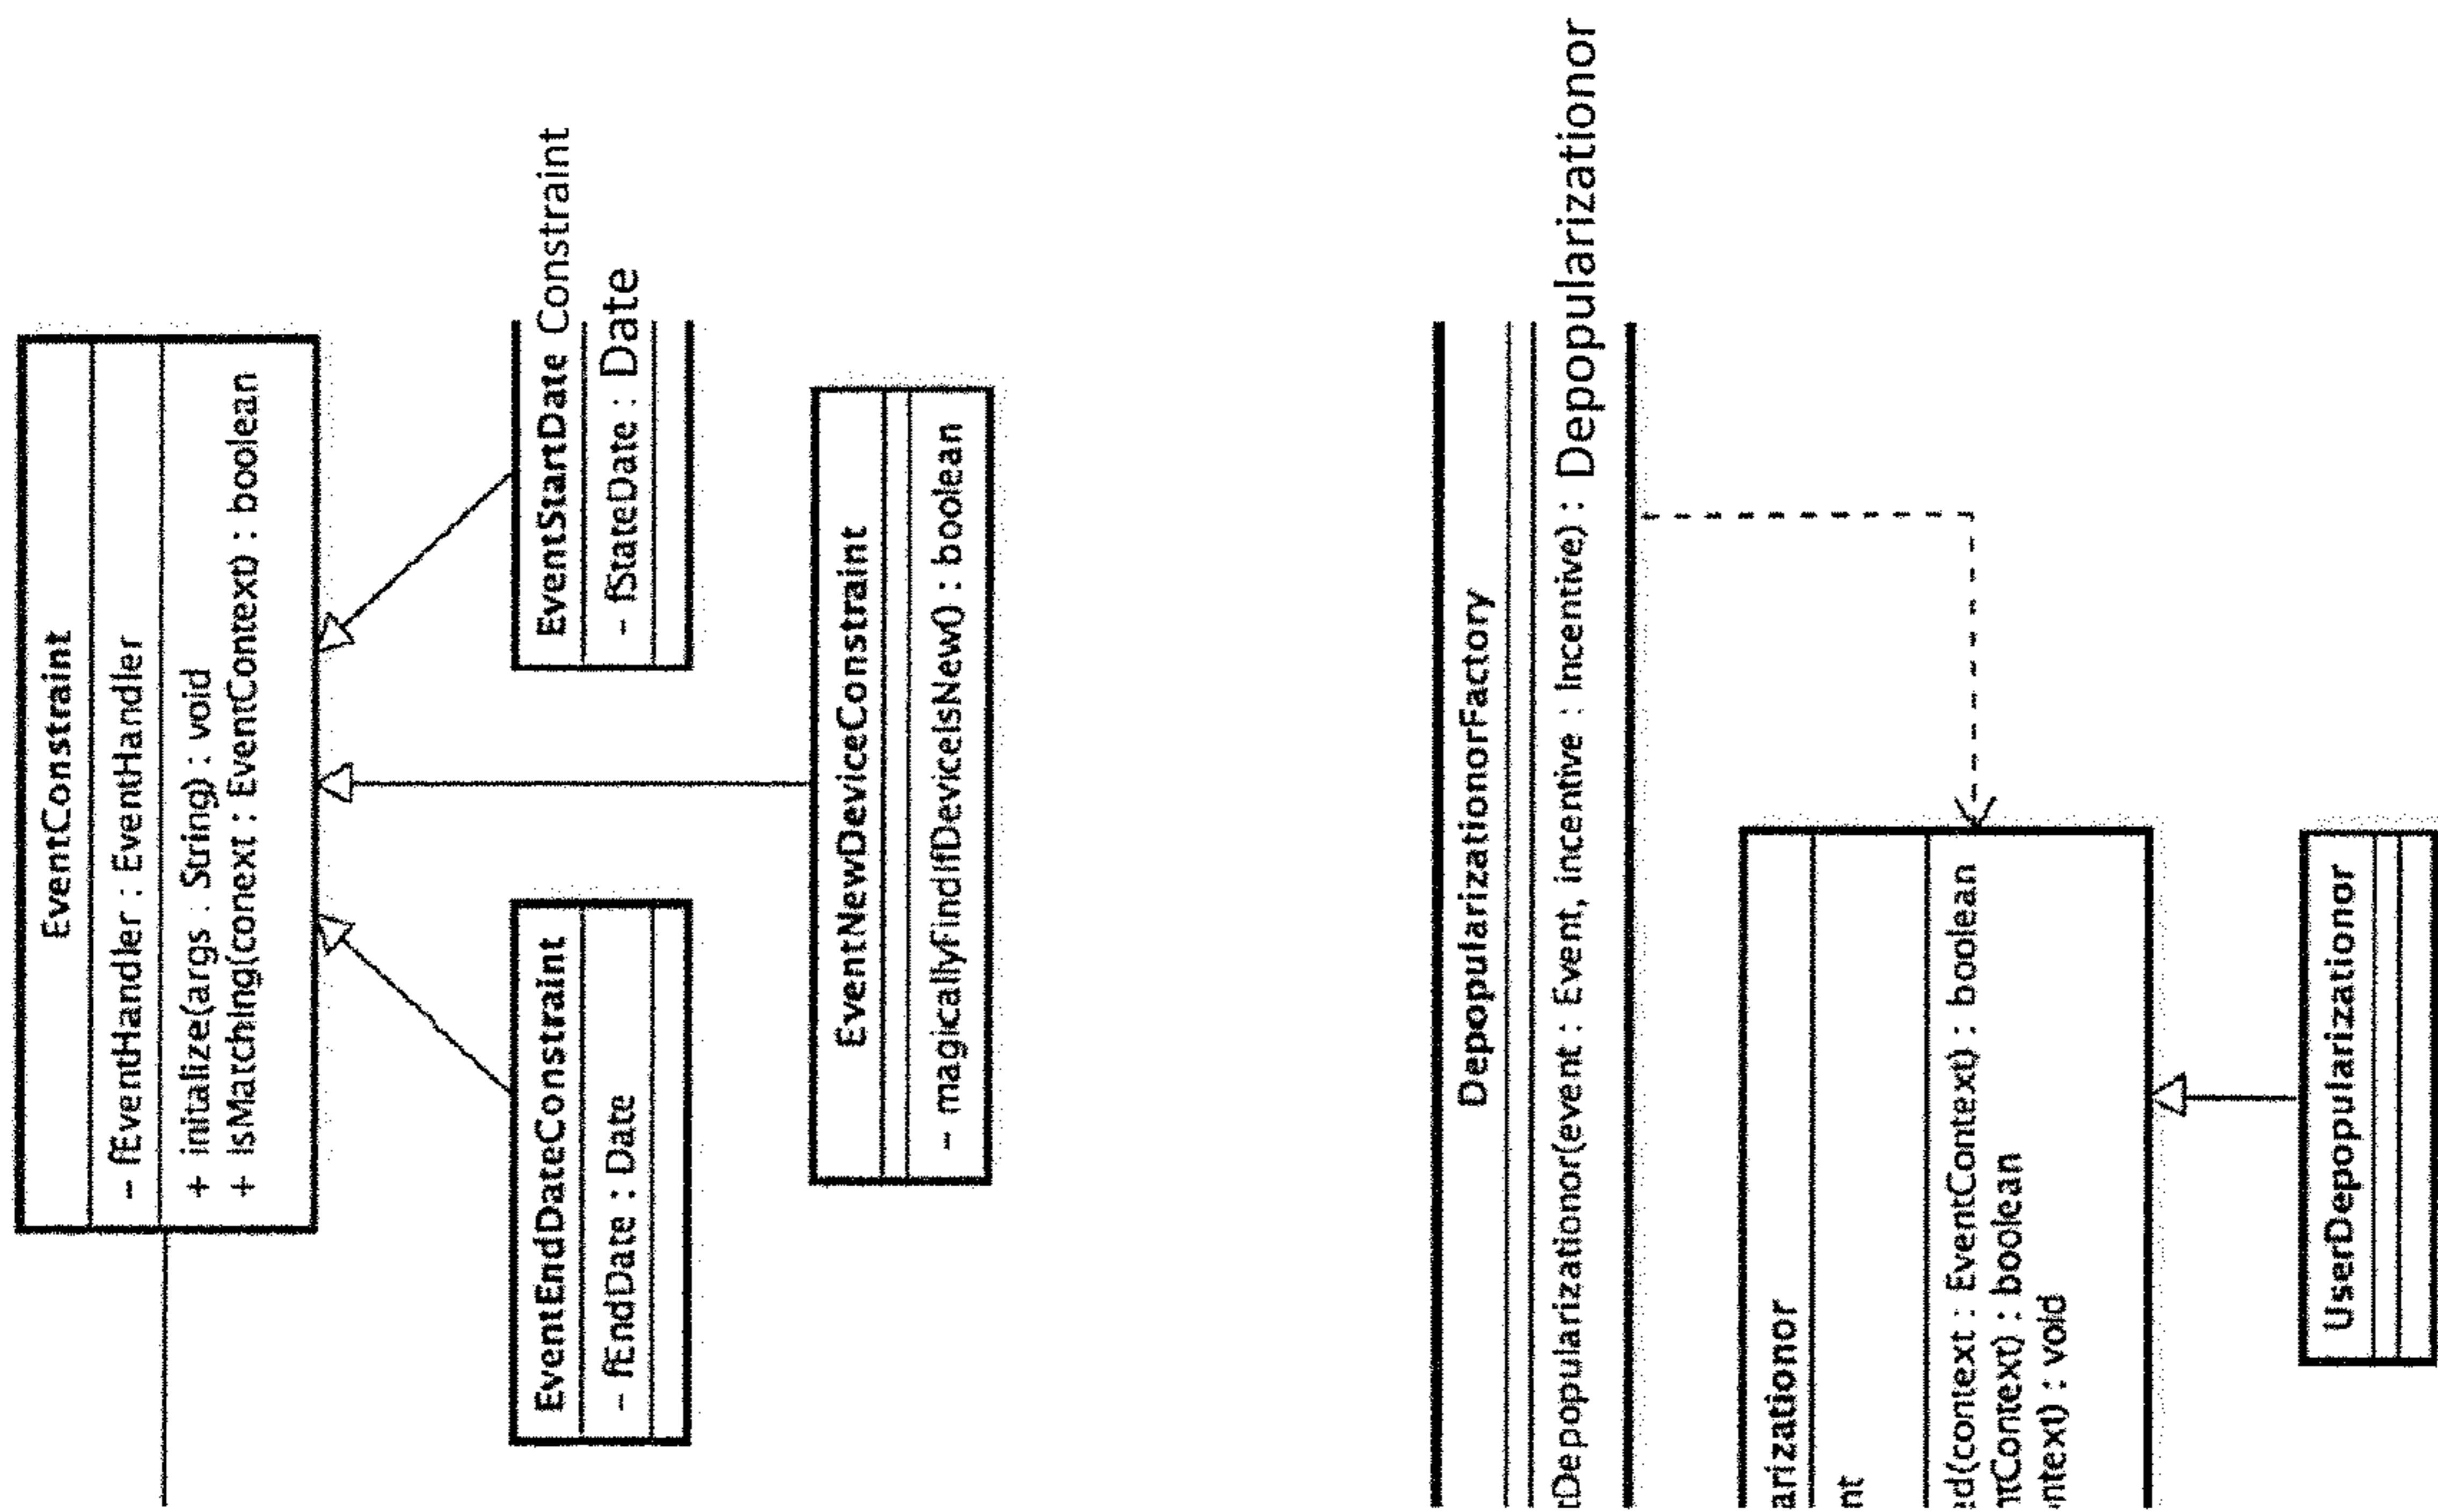 EventConstraint
- fEventHandler : EventHandler
+ initalize(args : String) : void
+ isMatching(conext : EventContext) : boolean
EventEndDateConstraint
- fEndDate : Date
EventStartDate Constraint
- fStateDate : Date
EventNewDeviceConstraint
- magicallyFindIfDeviceIsNew() : boolean
DepopularizationorFactory
tDepopularizationor(event : Event, incentive : Incentive) : Depopularizationor
arizationor
nt
d(context : EventContext) : boolean
ntContext) : boolean
ntext) : void
UserDepopularizationor